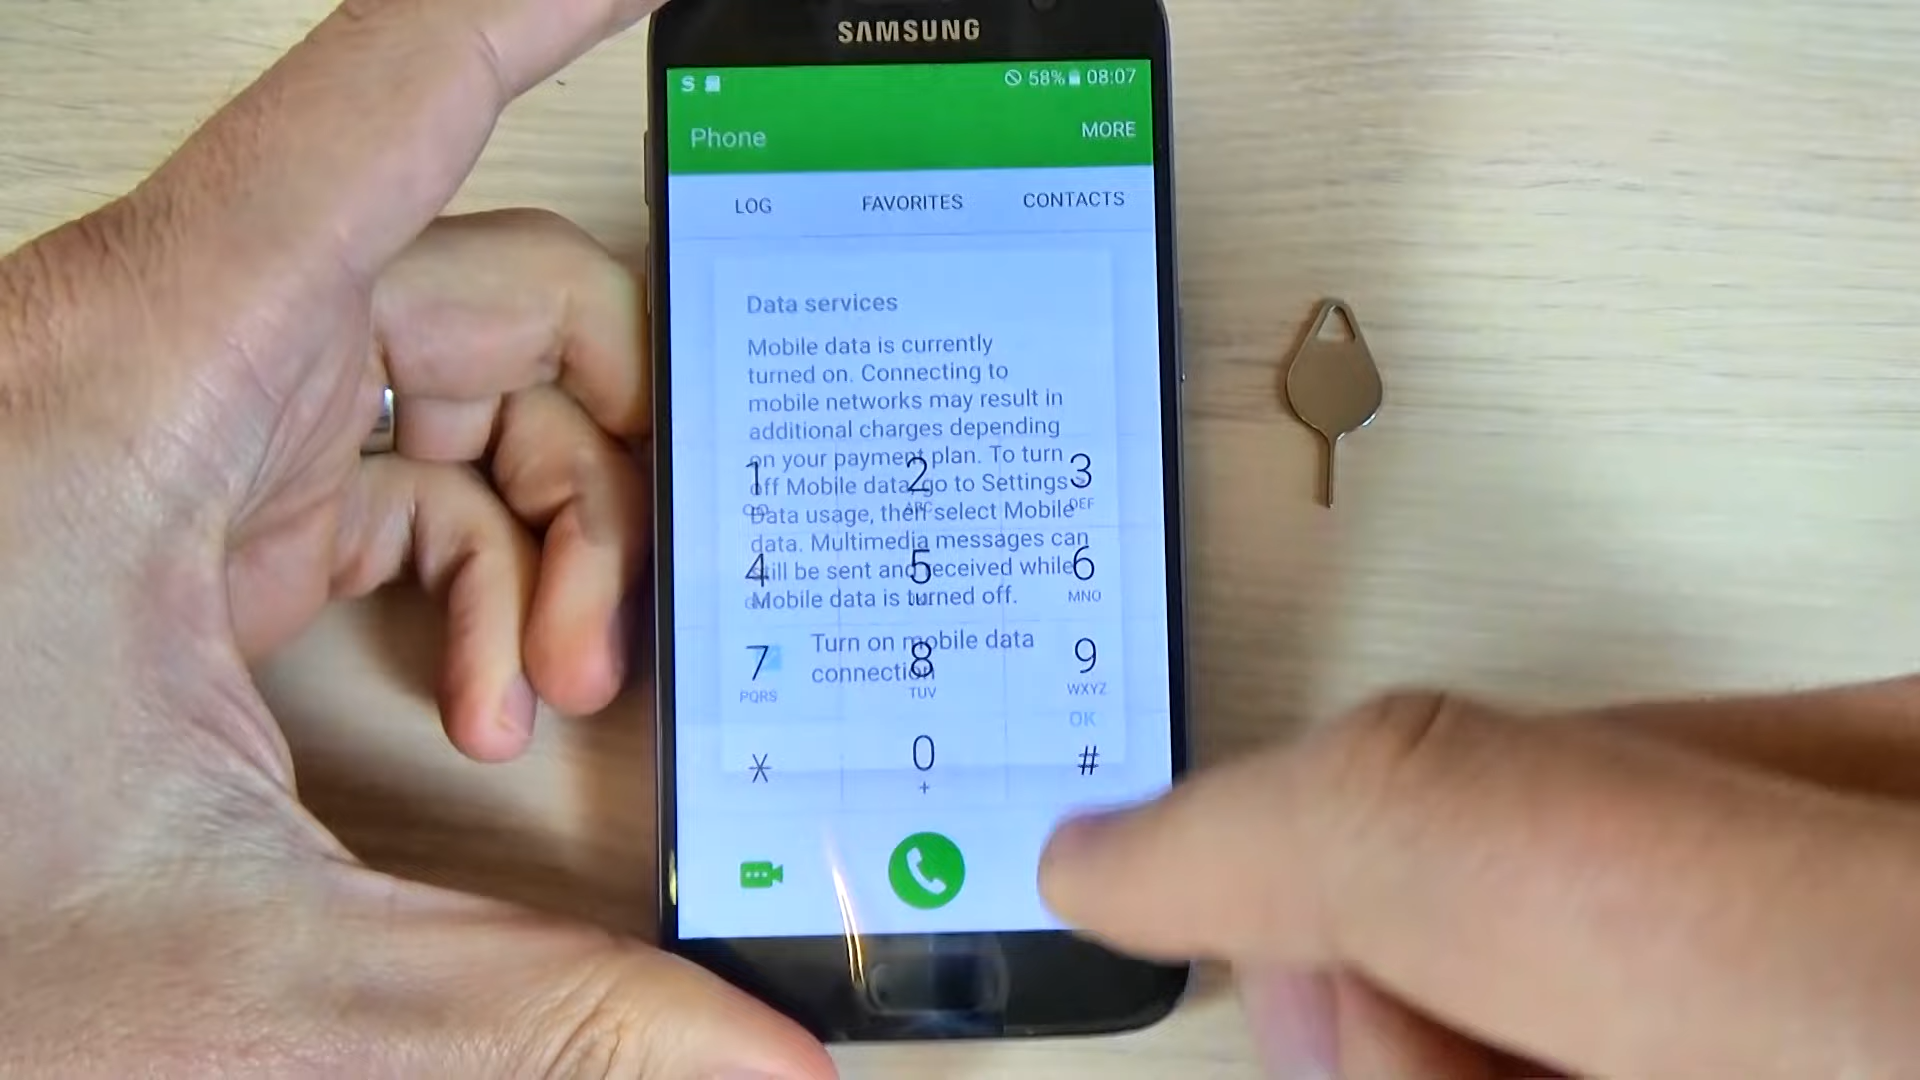 SAMSUNG
S 58% 08:07
Phone MORE
LOG FAVORITES CONTACTS
Data services
Mobile data is currently
turned on. Connecting to
mobile networks may result in
additional charges depending
on your payment plan. To turn
off Mobile data, go to Settings>
Data usage, then select Mobile
data. Multimedia messages can
still be sent and received while
Mobile data is turned off.
Turn on mobile data
connection
OK
1 2 3
ABC DEF
4 5 6
MNO
7 8 9
PQRS TUV WXYZ
* 0 #
+